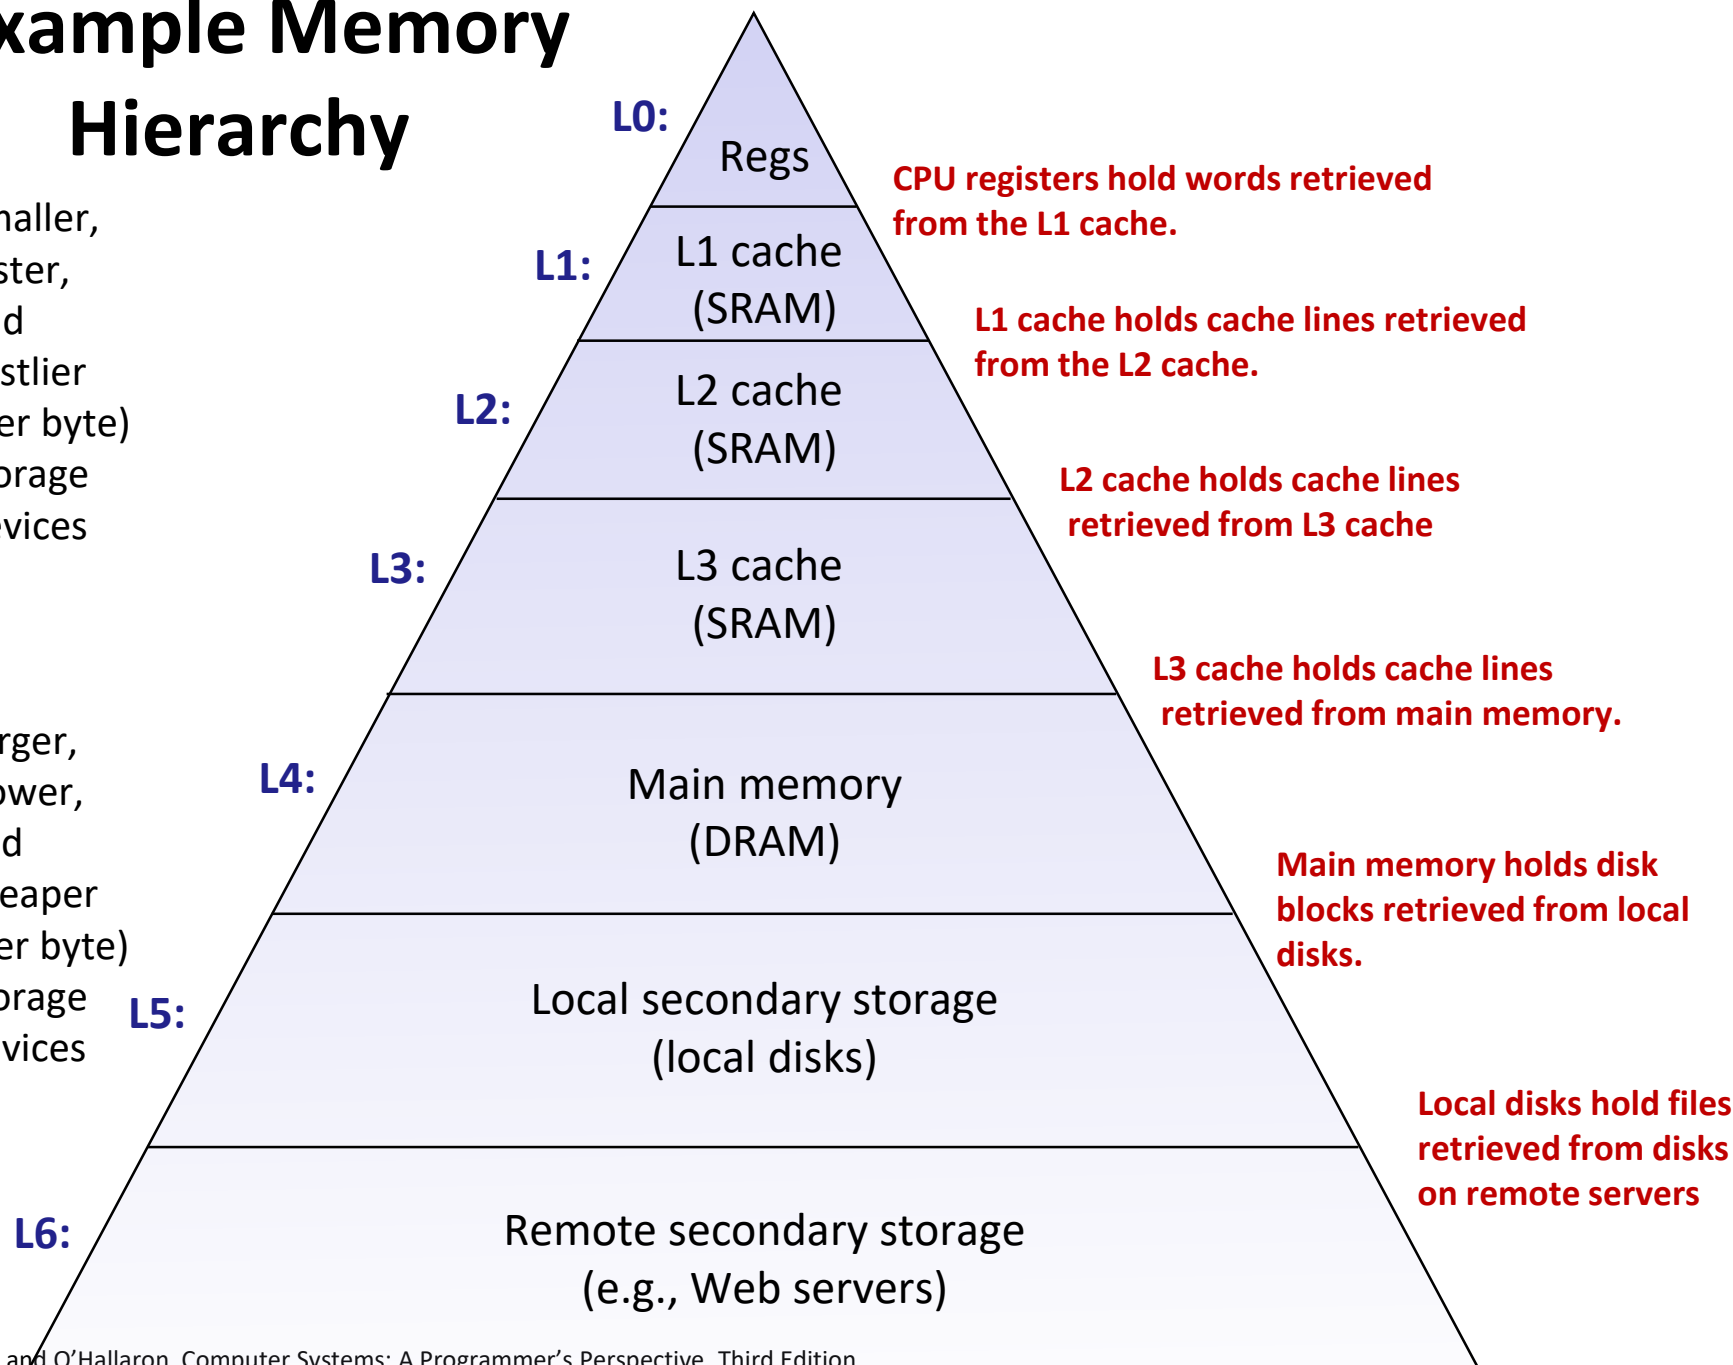 xample Memory
Hierarchy
maller,
ster,
d
stlier
er byte)
orage
evices
rger,
ower,
d
eaper
er byte)
orage
vices
L0:
Regs
CPU registers hold words retrieved
from the L1 cache.
L1:
L1 cache
(SRAM)
L1 cache holds cache lines retrieved
from the L2 cache.
L2:
L2 cache
(SRAM)
L2 cache holds cache lines
retrieved from L3 cache
L3:
L3 cache
(SRAM)
L3 cache holds cache lines
retrieved from main memory.
L4:
Main memory
(DRAM)
Main memory holds disk
blocks retrieved from local
disks.
L5:
Local secondary storage
(local disks)
Local disks hold files
retrieved from disks
on remote servers
L6:
Remote secondary storage
(e.g., Web servers)
and O'Hallaron, Computer Systems: A Programmer's Perspective, Third Edition